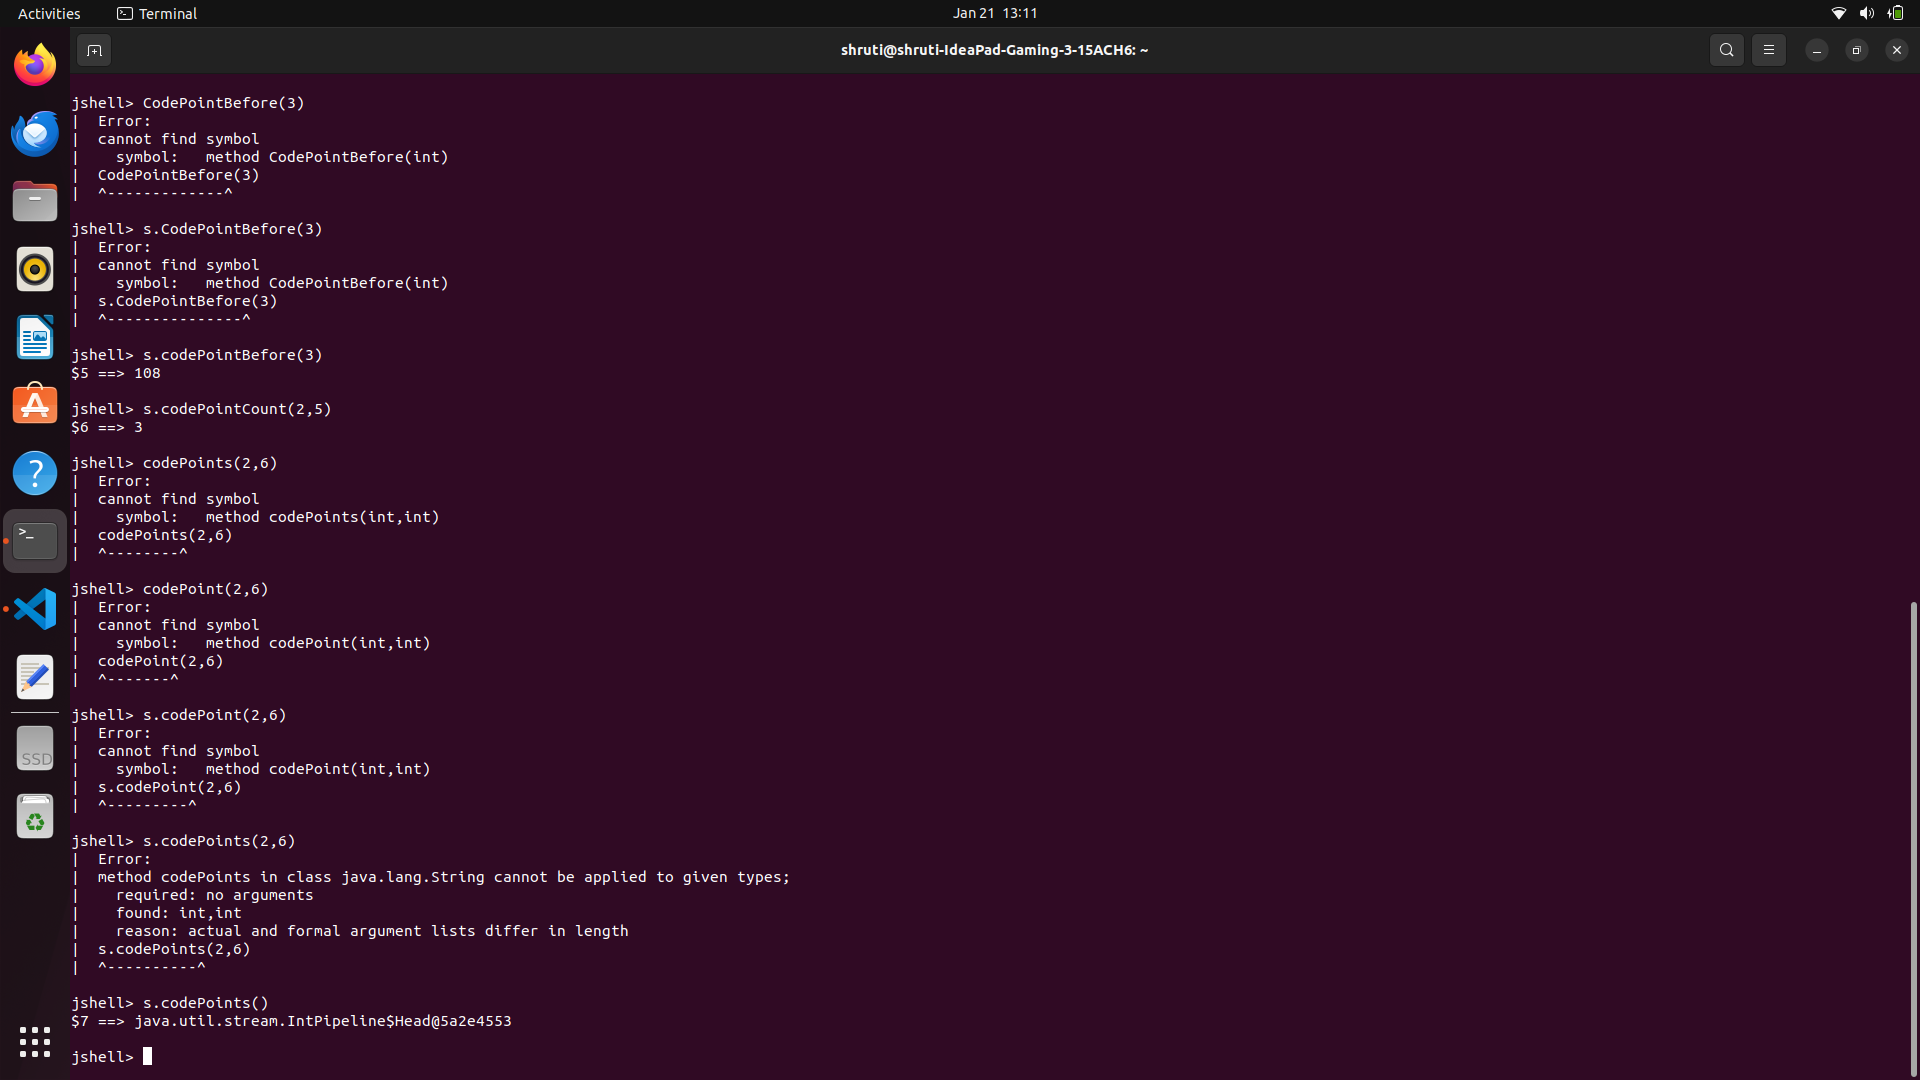 Activities
Terminal
Jan 21 13:11
shruti@shruti-IdeaPad-Gaming-3-15ACH6: ~
jshell> CodePointBefore(3)
|  Error:
|  cannot find symbol
|    symbol:   method CodePointBefore(int)
|  CodePointBefore(3)
|  ^-------------^
jshell> s.CodePointBefore(3)
|  Error:
|  cannot find symbol
|    symbol:   method CodePointBefore(int)
|  s.CodePointBefore(3)
|  ^---------------^
jshell> s.codePointBefore(3)
$5 ==> 108
jshell> s.codePointCount(2,5)
$6 ==> 3
jshell> codePoints(2,6)
|  Error:
|  cannot find symbol
|    symbol:   method codePoints(int,int)
|  codePoints(2,6)
|  ^--------^
jshell> codePoint(2,6)
|  Error:
|  cannot find symbol
|    symbol:   method codePoint(int,int)
|  codePoint(2,6)
|  ^-------^
jshell> s.codePoint(2,6)
|  Error:
|  cannot find symbol
|    symbol:   method codePoint(int,int)
|  s.codePoint(2,6)
|  ^---------^
jshell> s.codePoints(2,6)
|  Error:
|  method codePoints in class java.lang.String cannot be applied to given types;
|    required: no arguments
|    found: int,int
|    reason: actual and formal argument lists differ in length
|  s.codePoints(2,6)
|  ^----------^
jshell> s.codePoints()
$7 ==> java.util.stream.IntPipeline$Head@5a2e4553
jshell>
SSD